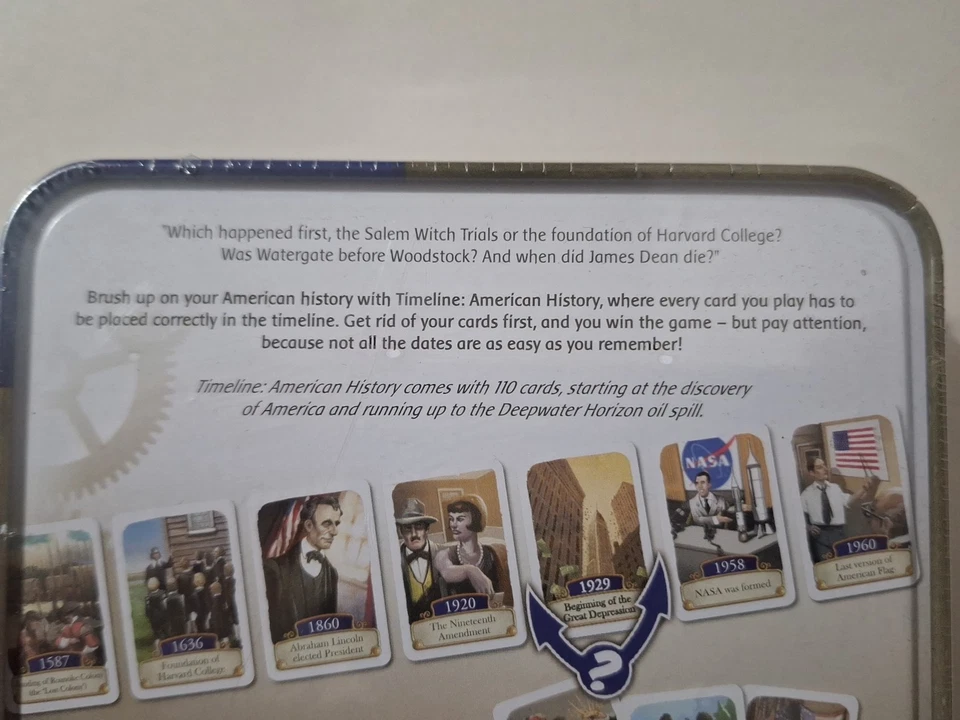 "Which happened first, the Salem Witch Trials or the foundation of Harvard College?
Was Watergate before Woodstock? And when did James Dean die?"
Brush up on your American history with Timeline: American History, where every card you play has to
be placed correctly in the timeline. Get rid of your cards first, and you win the game – but pay attention,
because not all the dates are as easy as you remember!
Timeline: American History comes with 110 cards, starting at the discovery
of America and running up to the Deepwater Horizon oil spill.
1587
of Roanoke Colony
the "Lost Colony")
1636
Foundation of
Harvard College
1860
Abraham Lincoln
elected President
1920
The Nineteenth
Amendment
1929
Beginning of the
Great Depression
?
NASA
1958
NASA was formed
1960
Last version of
American Flag